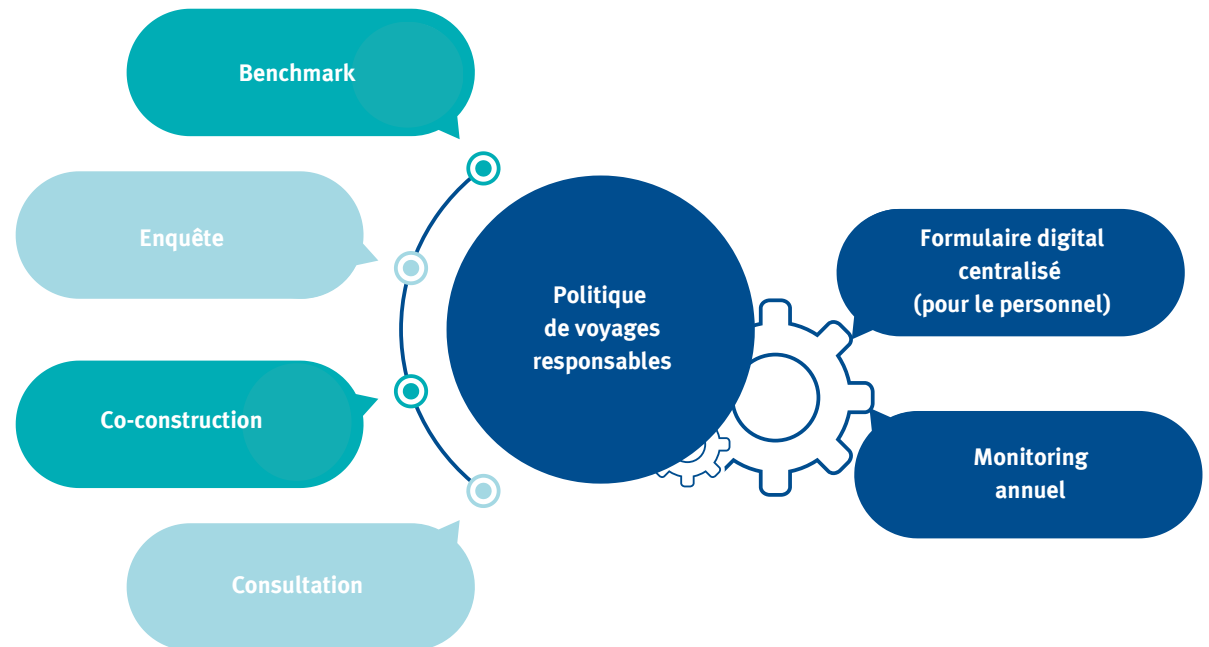 Benchmark
Enquête
Co-construction
Consultation
Politique
de voyages
responsables
Formulaire digital
centralisé
(pour le personnel)
Monitoring
annuel